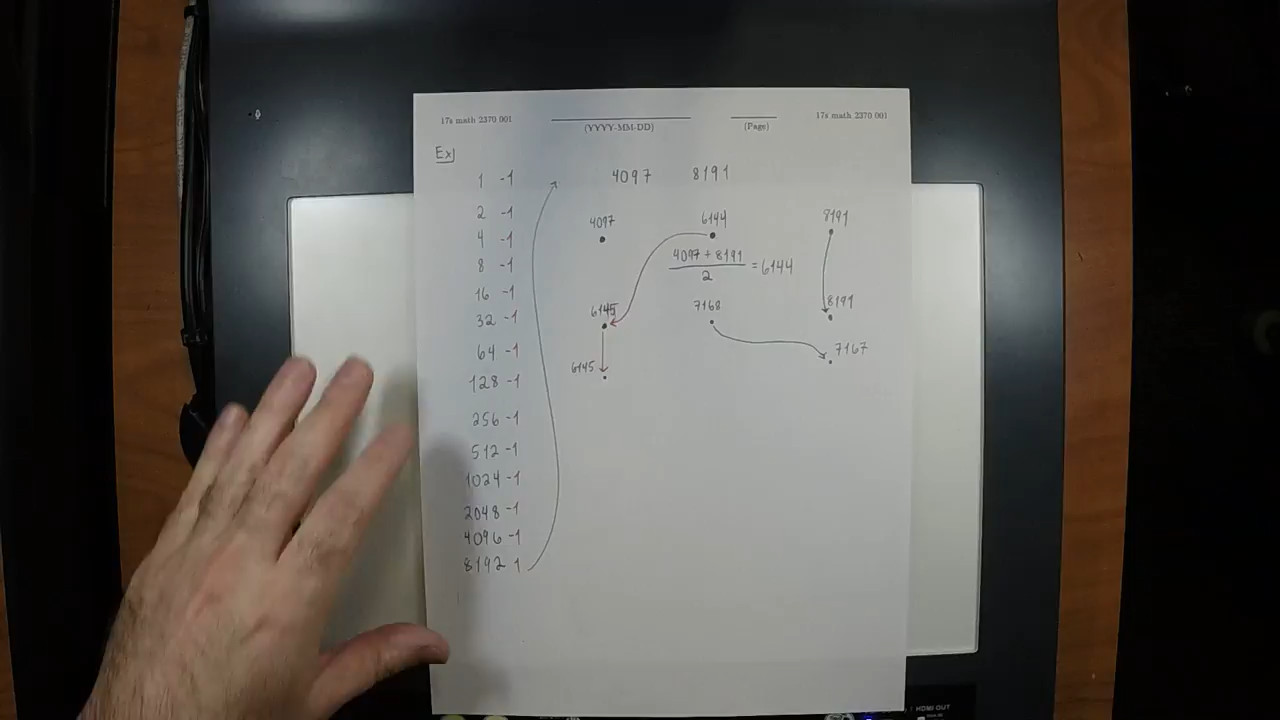 17s math 2370 001
(YYYY-MM-DD)
(Page)
17s math 2370 001
Ex
1 -1
2 -1
4 -1
8 -1
16 -1
32 -1
64 -1
128 -1
256 -1
512 -1
1024 -1
2048 -1
4096 -1
8192 1
4097 8191
4097 6144 8191
4097 + 8191
2
= 6144
6145 7168 8191
6145 7167
HDMI OUT